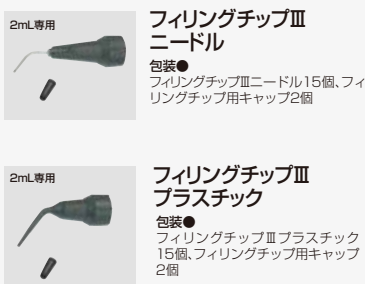 2mL専用
フィリングチップⅢ
ニードル
包装●
フィリングチップⅢニードル15個、フィ
リングチップ用キャップ2個
2mL専用
フィリングチップⅢ
プラスチック
包装●
フィリングチップⅢプラスチック
15個、フィリングチップ用キャップ
2個